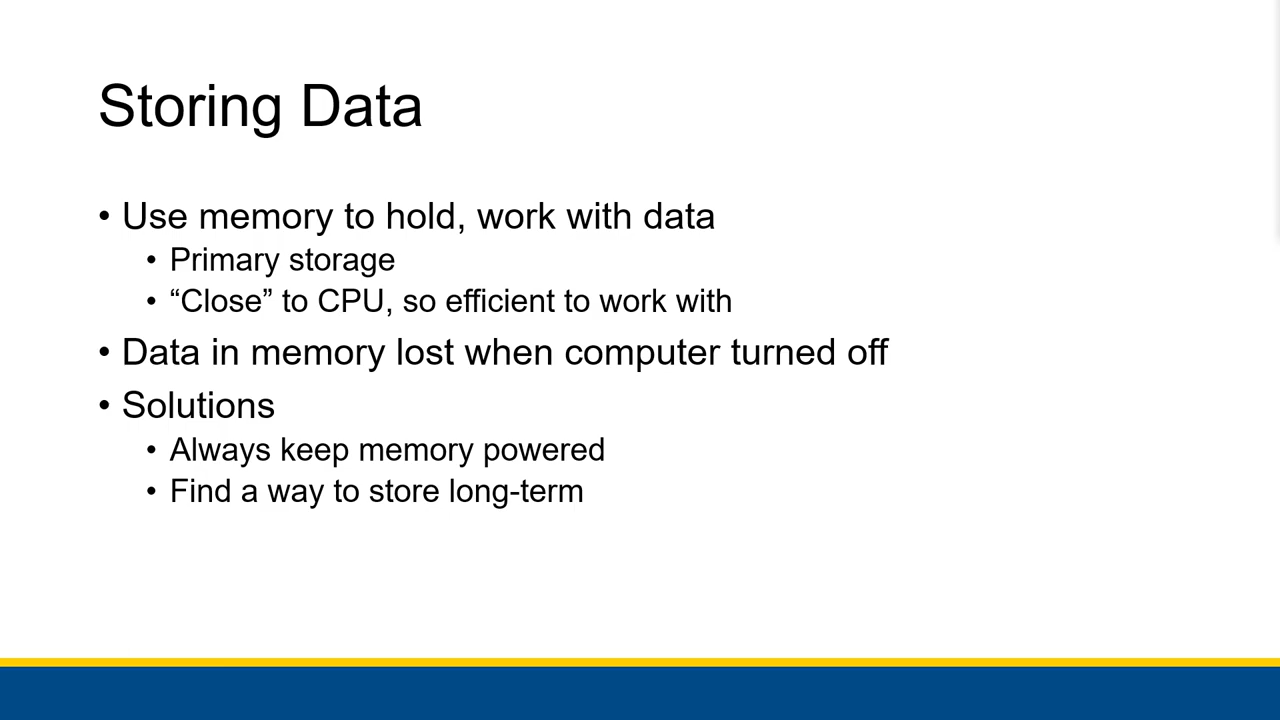 Storing Data
• Use memory to hold, work with data
• Primary storage
• “Close” to CPU, so efficient to work with
• Data in memory lost when computer turned off
• Solutions
• Always keep memory powered
• Find a way to store long-term